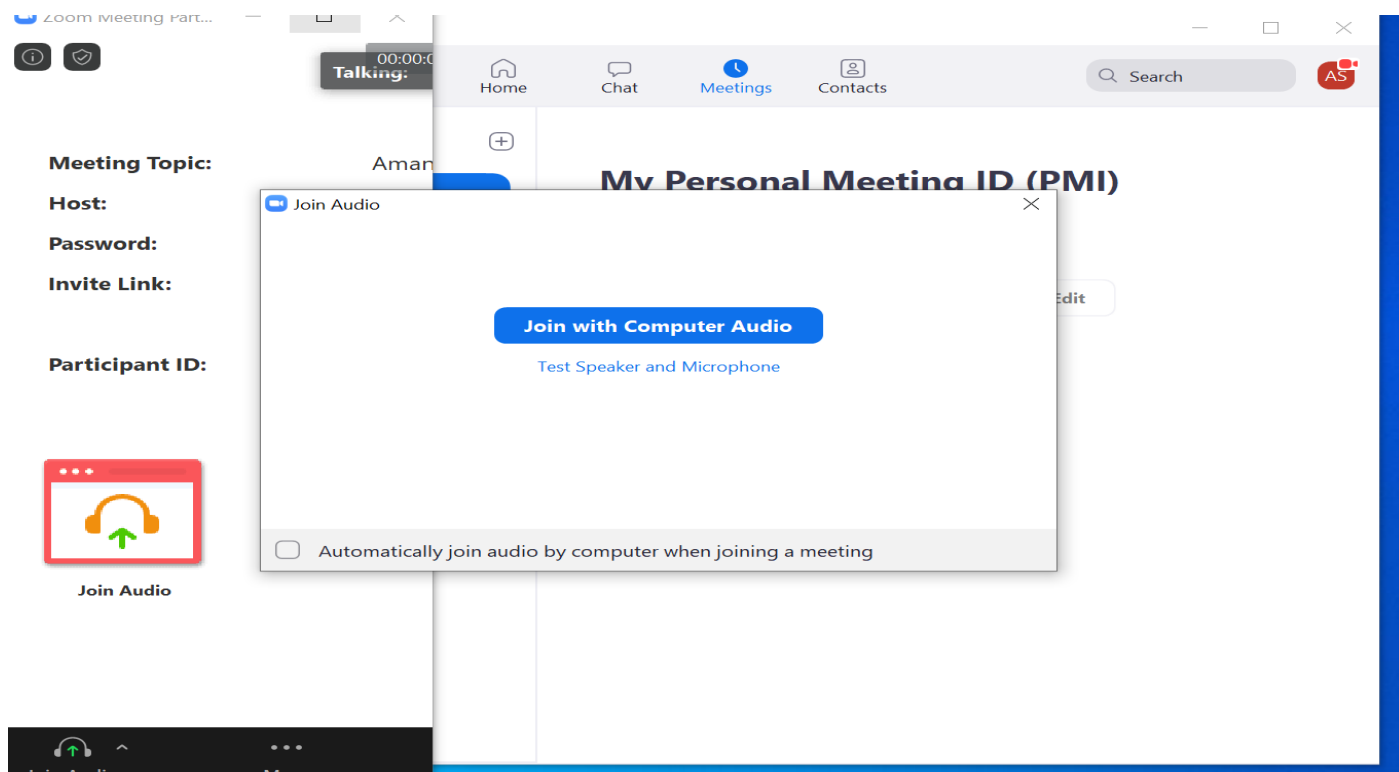 Zoom Meeting Part...
00:00:0
Talking:
Home
Chat
Meetings
Contacts
Search
AS
Meeting Topic:
Aman
Host:
Password:
Invite Link:
Participant ID:
My Personal Meeting ID (PMI)
Edit
Join Audio
Join with Computer Audio
Test Speaker and Microphone
Automatically join audio by computer when joining a meeting
Join Audio